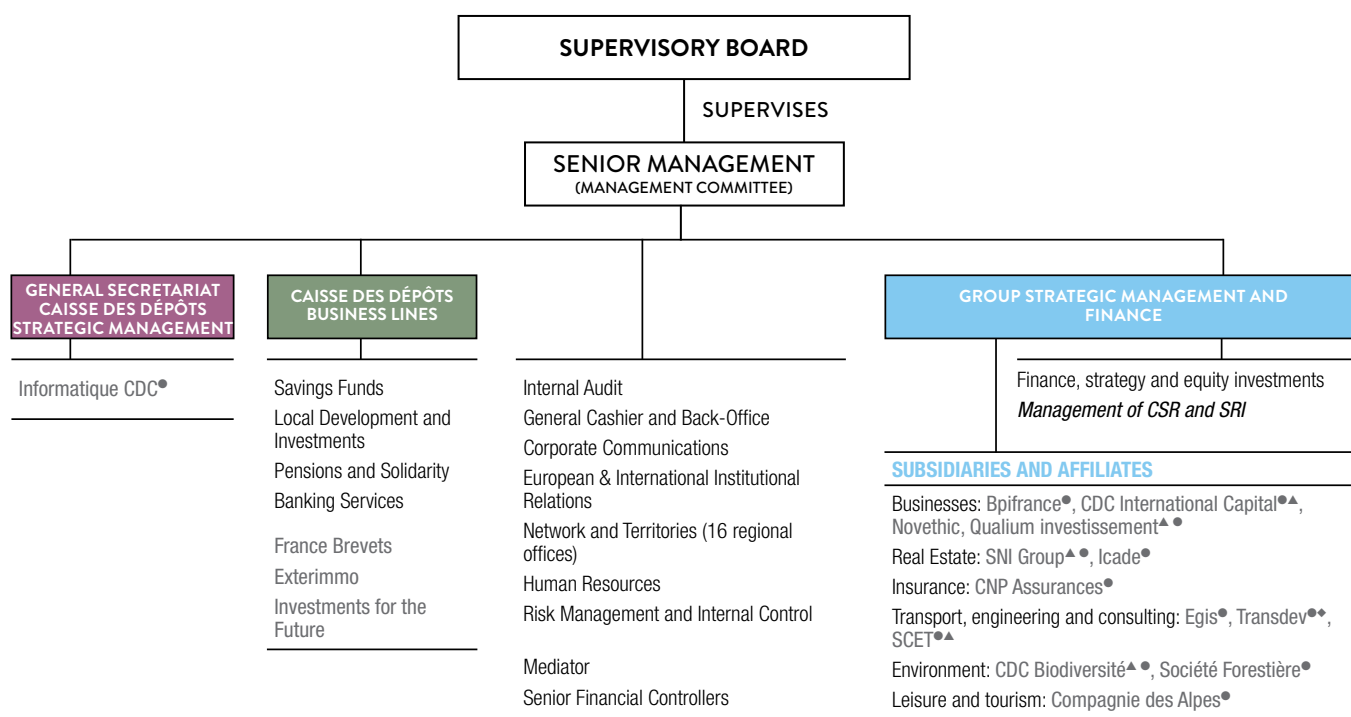 SUPERVISORY BOARD
SUPERVISES
SENIOR MANAGEMENT
(MANAGEMENT COMMITTEE)
GENERAL SECRETARIAT
CAISSE DES DÉPÔTS
STRATEGIC MANAGEMENT
Informatique CDC●
CAISSE DES DÉPÔTS
BUSINESS LINES
Savings Funds
Local Development and
Investments
Pensions and Solidarity
Banking Services
France Brevets
Exterimmo
Investments for the
Future
Internal Audit
General Cashier and Back-Office
Corporate Communications
European & International Institutional
Relations
Network and Territories (16 regional
offices)
Human Resources
Risk Management and Internal Control
Mediator
Senior Financial Controllers
GROUP STRATEGIC MANAGEMENT AND
FINANCE
Finance, strategy and equity investments
Management of CSR and SRI
SUBSIDIARIES AND AFFILIATES
Businesses: Bpifrance●, CDC International Capital●▲,
Novethic, Qualium investissement▲ ●
Real Estate: SNI Group▲ ●, Icade●
Insurance: CNP Assurances●
Transport, engineering and consulting: Egis●, Transdev●◆,
SCET●▲
Environment: CDC Biodiversité▲ ●, Société Forestière●
Leisure and tourism: Compagnie des Alpes●